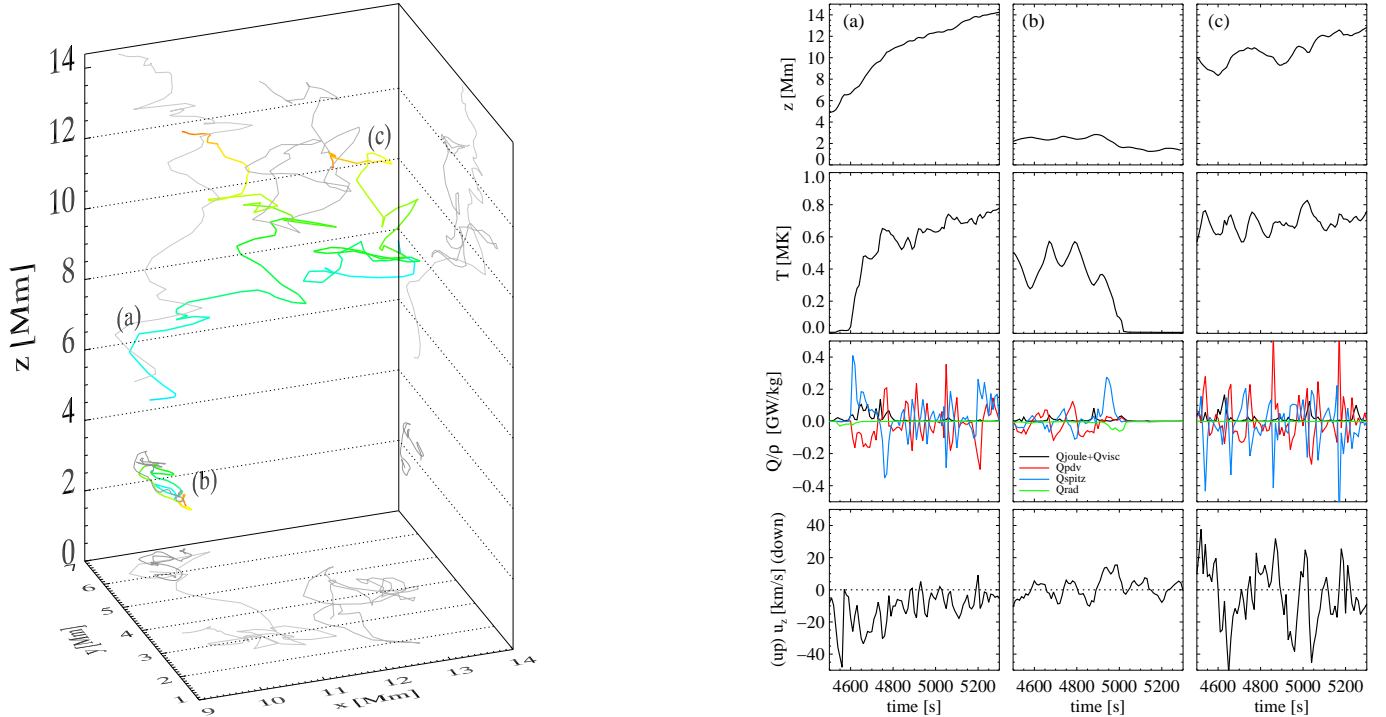 14
12
10
8
6
4
2
0
z [Mm]
(a)
(b)
(c)
7
6
5
4
3
2
1
y [Mm]
9
10
11
12
13
14
x [Mm]
(a)
(b)
(c)
14
12
10
8
6
4
2
0
z [Mm]
1.0
0.8
0.6
0.4
0.2
0.0
T [MK]
0.4
0.2
0.0
−0.2
−0.4
Q/ρ [GW/kg]
Qjoule+Qvisc
Qpdv
Qspitz
Qrad
40
20
0
−20
−40
(up) u_z [km/s] (down)
4600 4800 5000 5200
4600 4800 5000 5200
4600 4800 5000 5200
time [s]
time [s]
time [s]